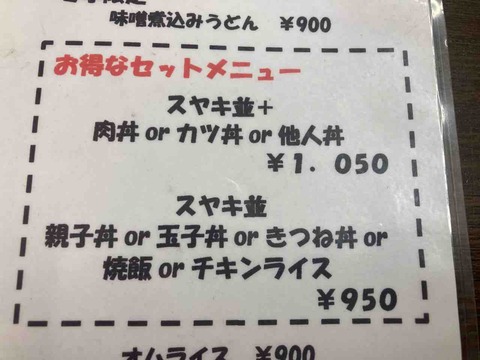 味噌煮込みうどん ￥900
お得なセットメニュー
スヤキ並＋
肉丼 or カツ丼 or 他人丼
￥1．050
スヤキ並
親子丼 or 玉子丼 or きつね丼 or
焼飯 or チキンライス
￥950
オムライス ￥900